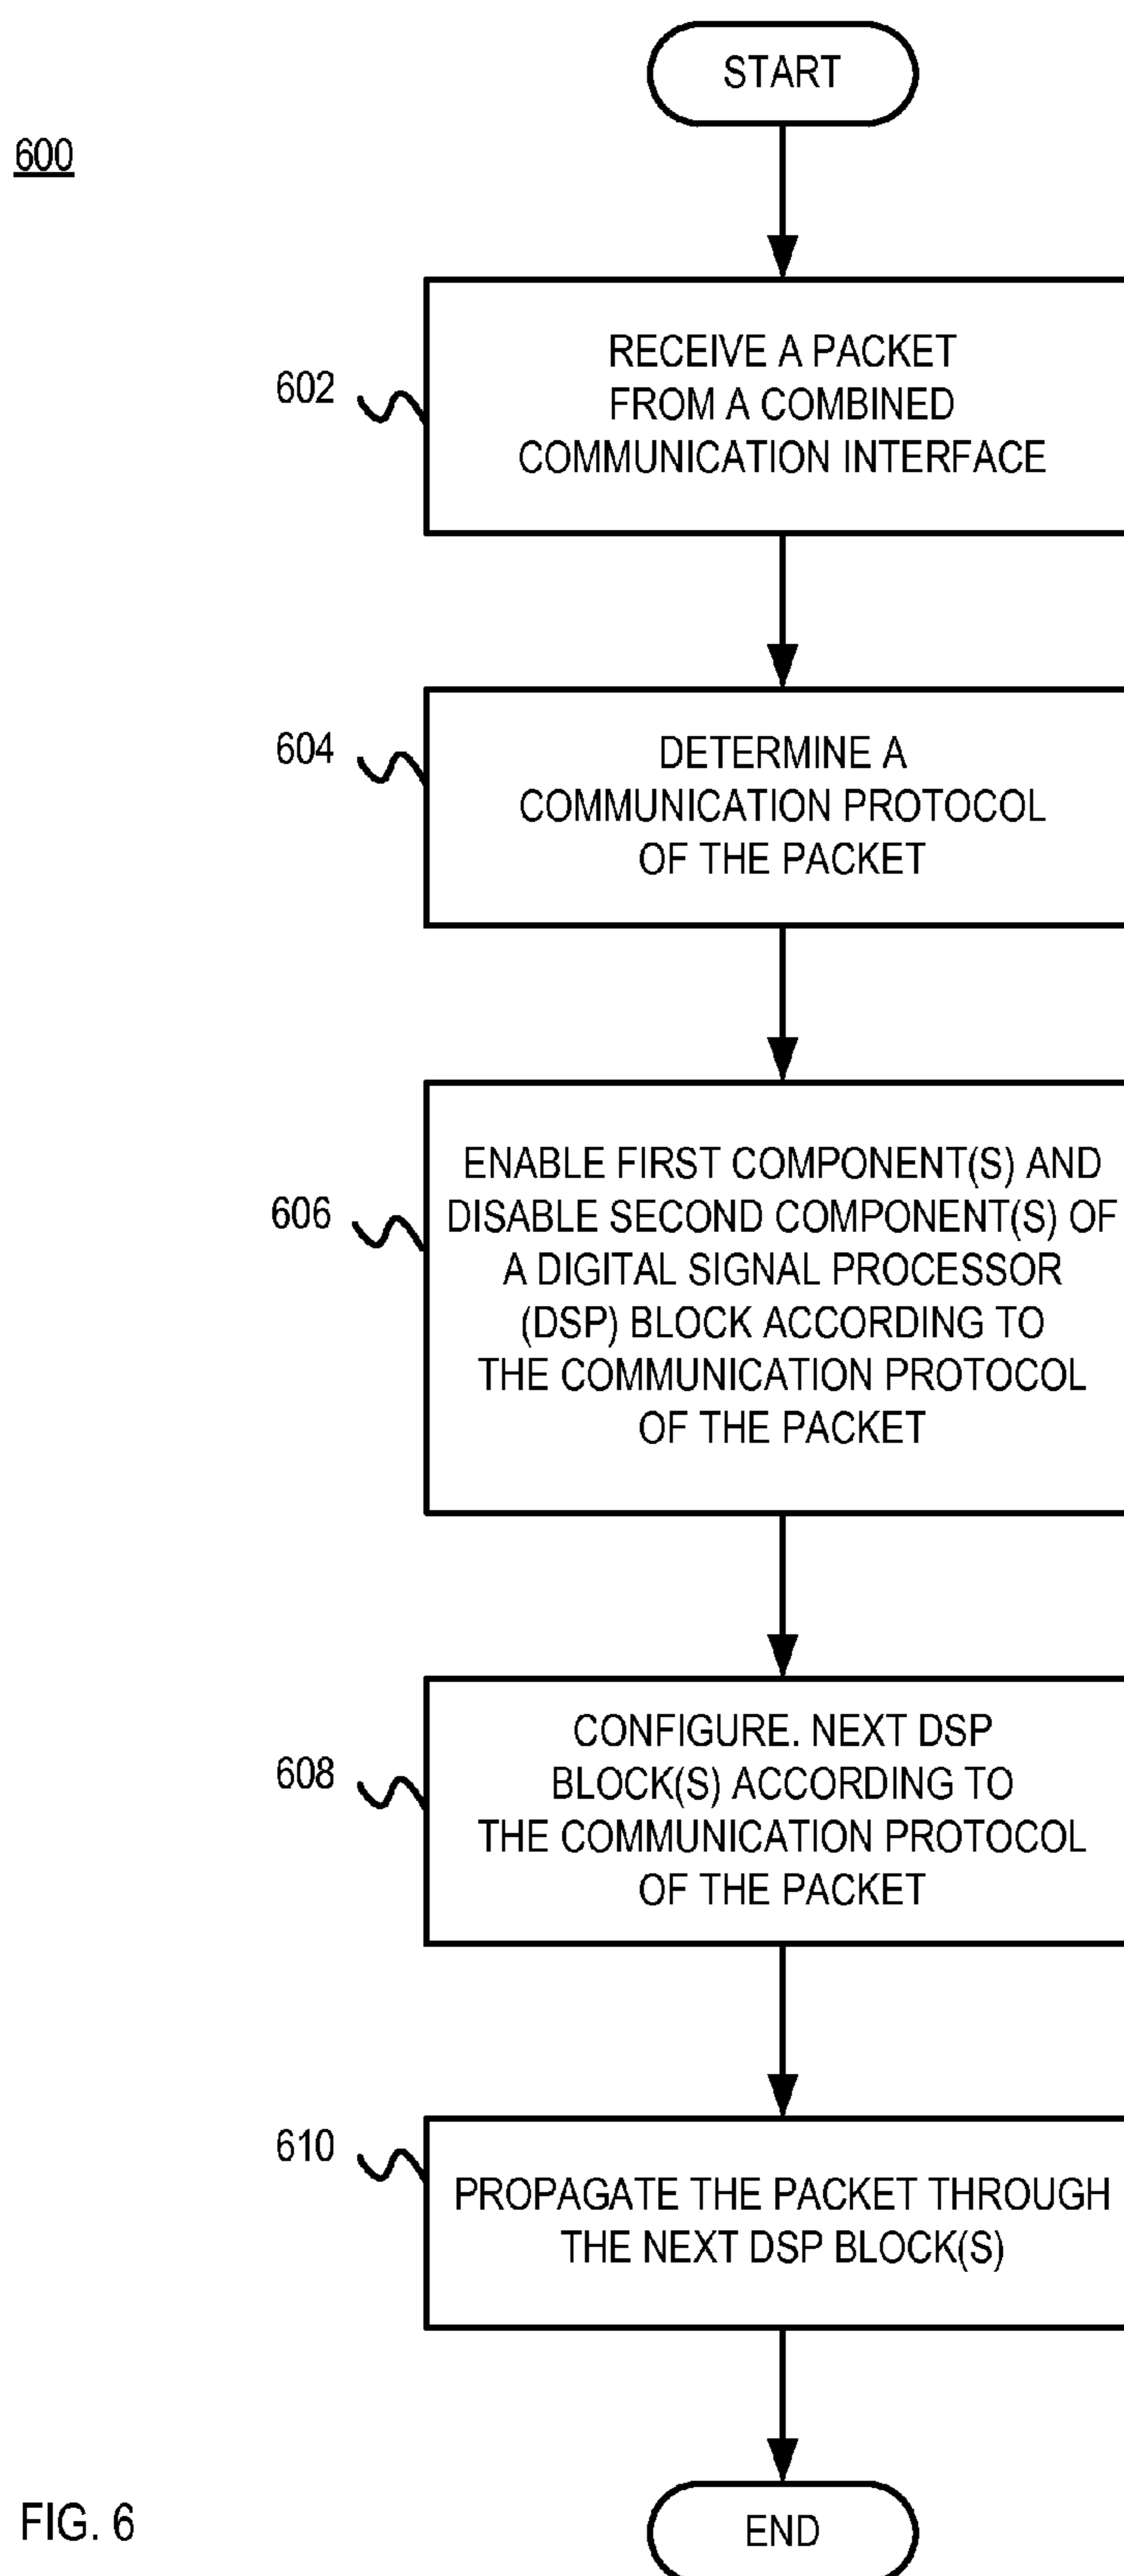 START
600
602
RECEIVE A PACKET
FROM A COMBINED
COMMUNICATION INTERFACE
604
DETERMINE A
COMMUNICATION PROTOCOL
OF THE PACKET
606
ENABLE FIRST COMPONENT(S) AND
DISABLE SECOND COMPONENT(S) OF
A DIGITAL SIGNAL PROCESSOR
(DSP) BLOCK ACCORDING TO
THE COMMUNICATION PROTOCOL
OF THE PACKET
608
CONFIGURE. NEXT DSP
BLOCK(S) ACCORDING TO
THE COMMUNICATION PROTOCOL
OF THE PACKET
610
PROPAGATE THE PACKET THROUGH
THE NEXT DSP BLOCK(S)
FIG. 6
END